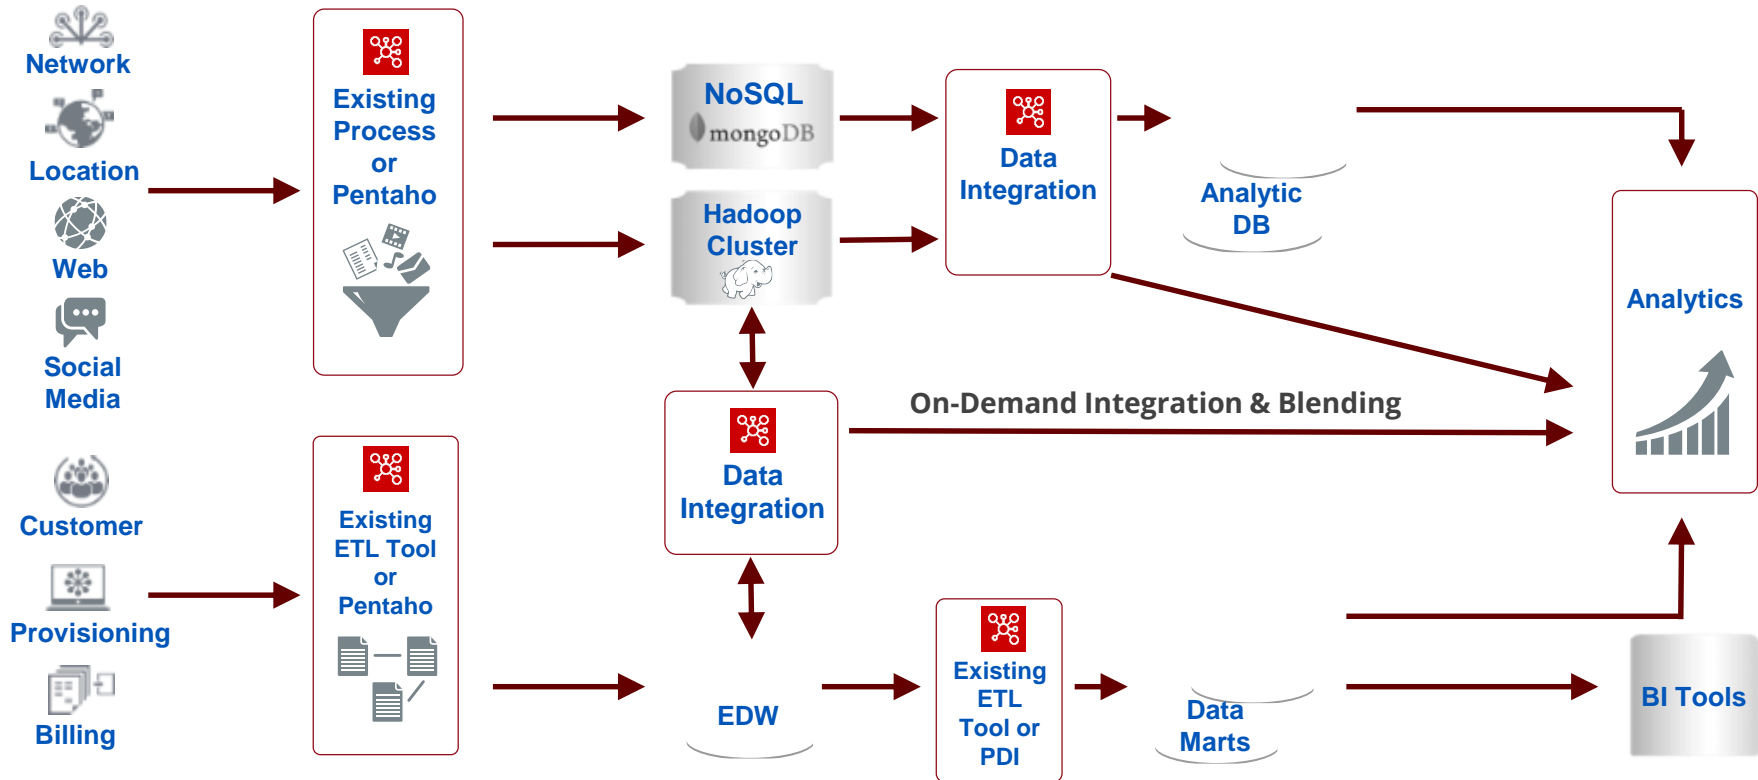 Network
Location
Web
Social
Media
Customer
Provisioning
Billing
Existing
Process
or
Pentaho
Existing
ETL Tool
or
Pentaho
NoSQL
mongoDB
Hadoop
Cluster
Data
Integration
EDW
Data
Integration
Analytic
DB
On-Demand Integration & Blending
Existing
ETL
Tool or
PDI
Data
Marts
Analytics
BI Tools